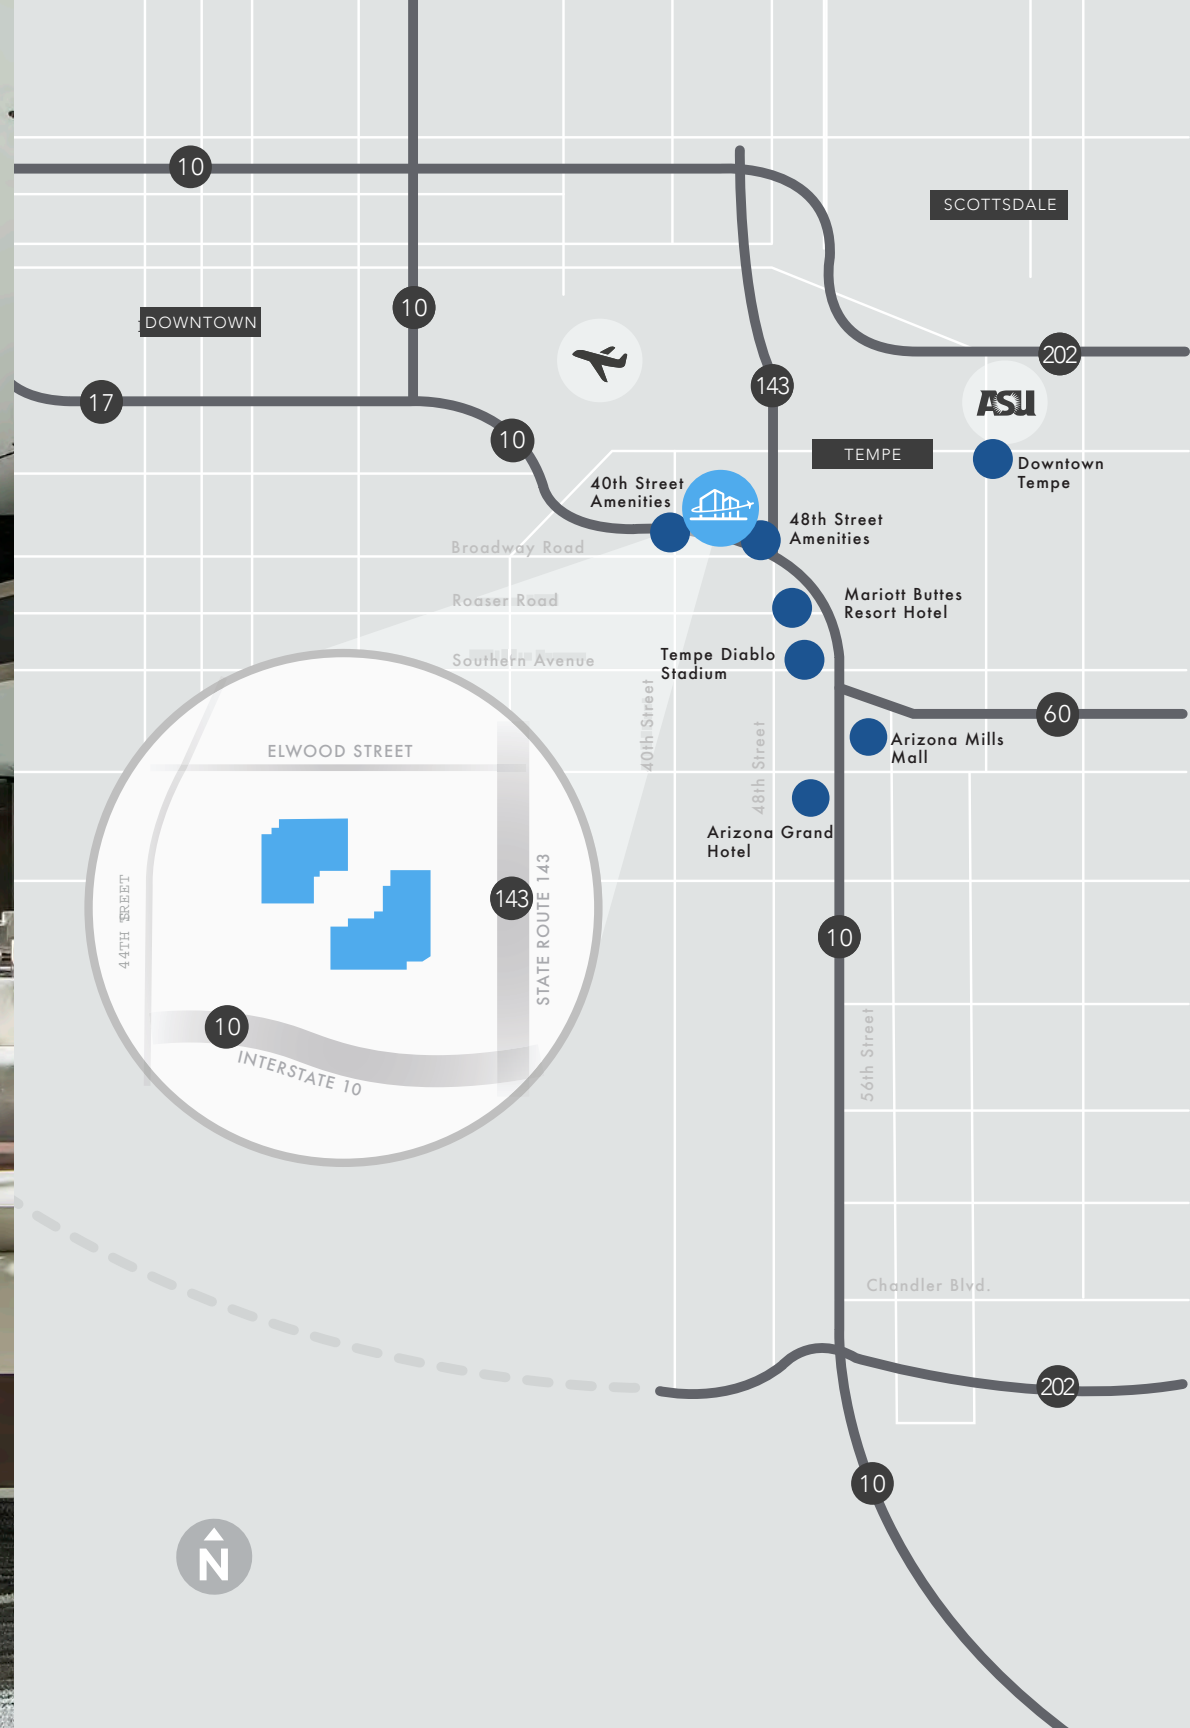 10
SCOTTSDALE
10
DOWNTOWN
202
143
17
ASU
10
TEMPE
Downtown
Tempe
40th Street
Amenities
48th Street
Amenities
Broadway Road
Mariott Buttes
Resort Hotel
Roaser Road
Tempe Diablo
Stadium
Southern Avenue
40th Street
60
48th Street
Arizona Mills
Mall
ELWOOD STREET
Arizona Grand
Hotel
143
STATE ROUTE 143
44TH STREET
10
10
INTERSTATE 10
56th Street
Chandler Blvd.
202
10
N